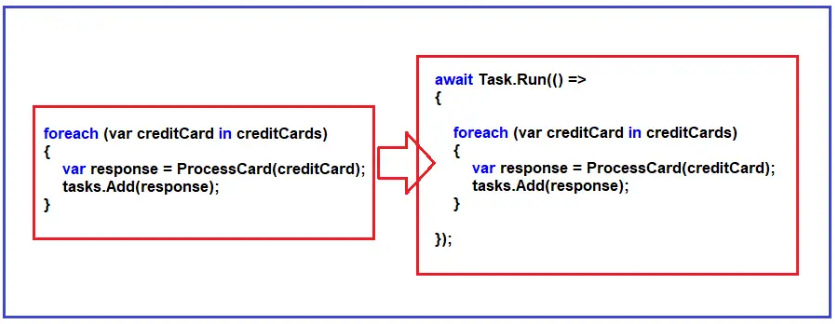 foreach (var creditCard in creditCards)
{
var response = ProcessCard(creditCard);
tasks.Add(response);
}
await Task.Run(() =>
{
foreach (var creditCard in creditCards)
{
var response = ProcessCard(creditCard);
tasks.Add(response);
}
});